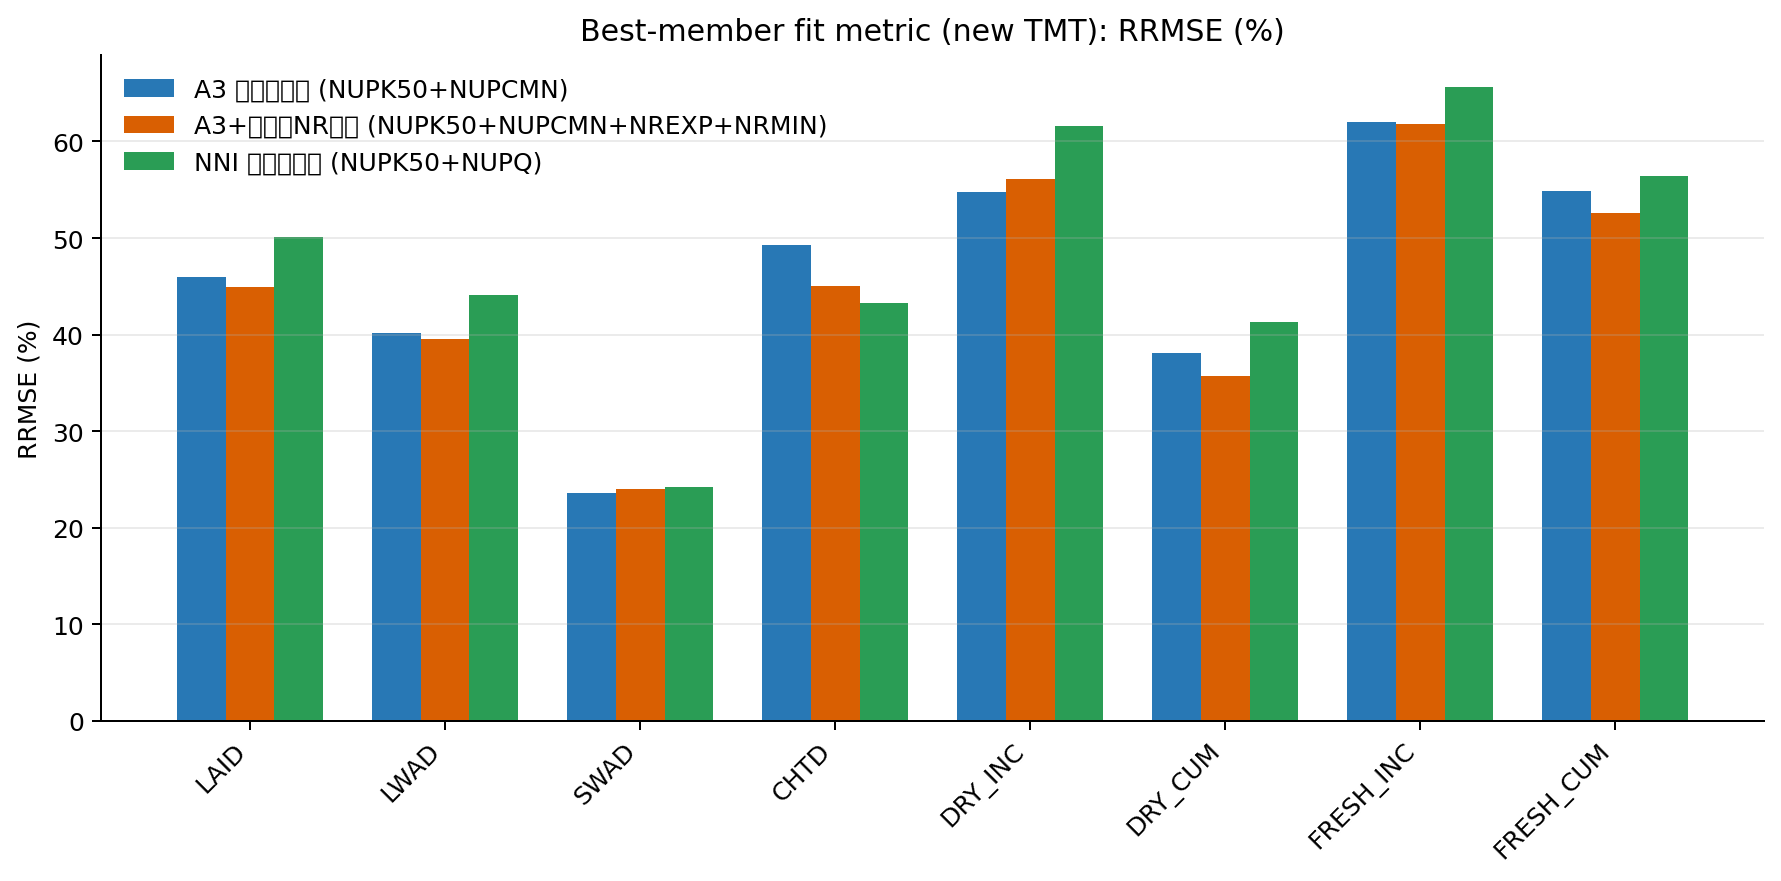 Best-member fit metric (new TMT): RRMSE (%)
A3 □□□□□ (NUPK50+NUPCMN)
A3+□□□NR□□ (NUPK50+NUPCMN+NREXP+NRMIN)
NNI □□□□□ (NUPK50+NUPQ)
RRMSE (%)
60
50
40
30
20
10
0
LAID
LWAD
SWAD
CHTD
DRY_INC
DRY_CUM
FRESH_INC
FRESH_CUM